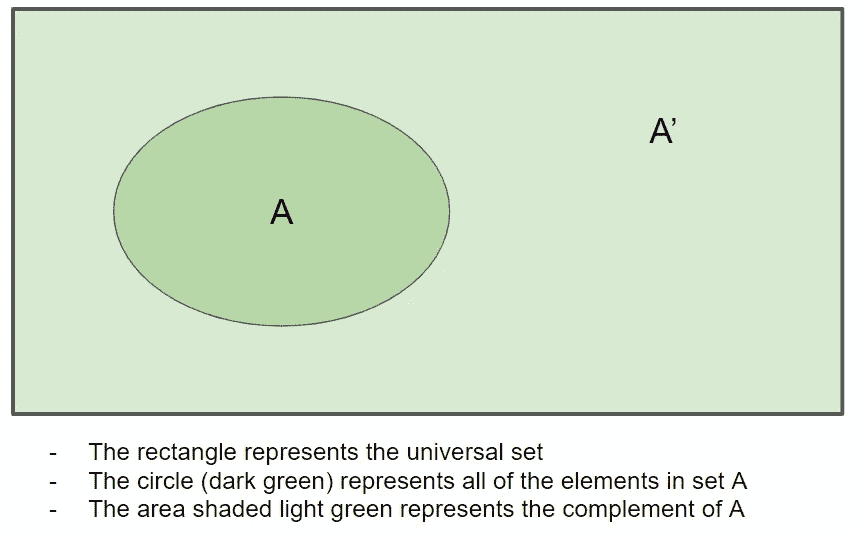 A’
A
- The rectangle represents the universal set
- The circle (dark green) represents all of the elements in set A
- The area shaded light green represents the complement of A